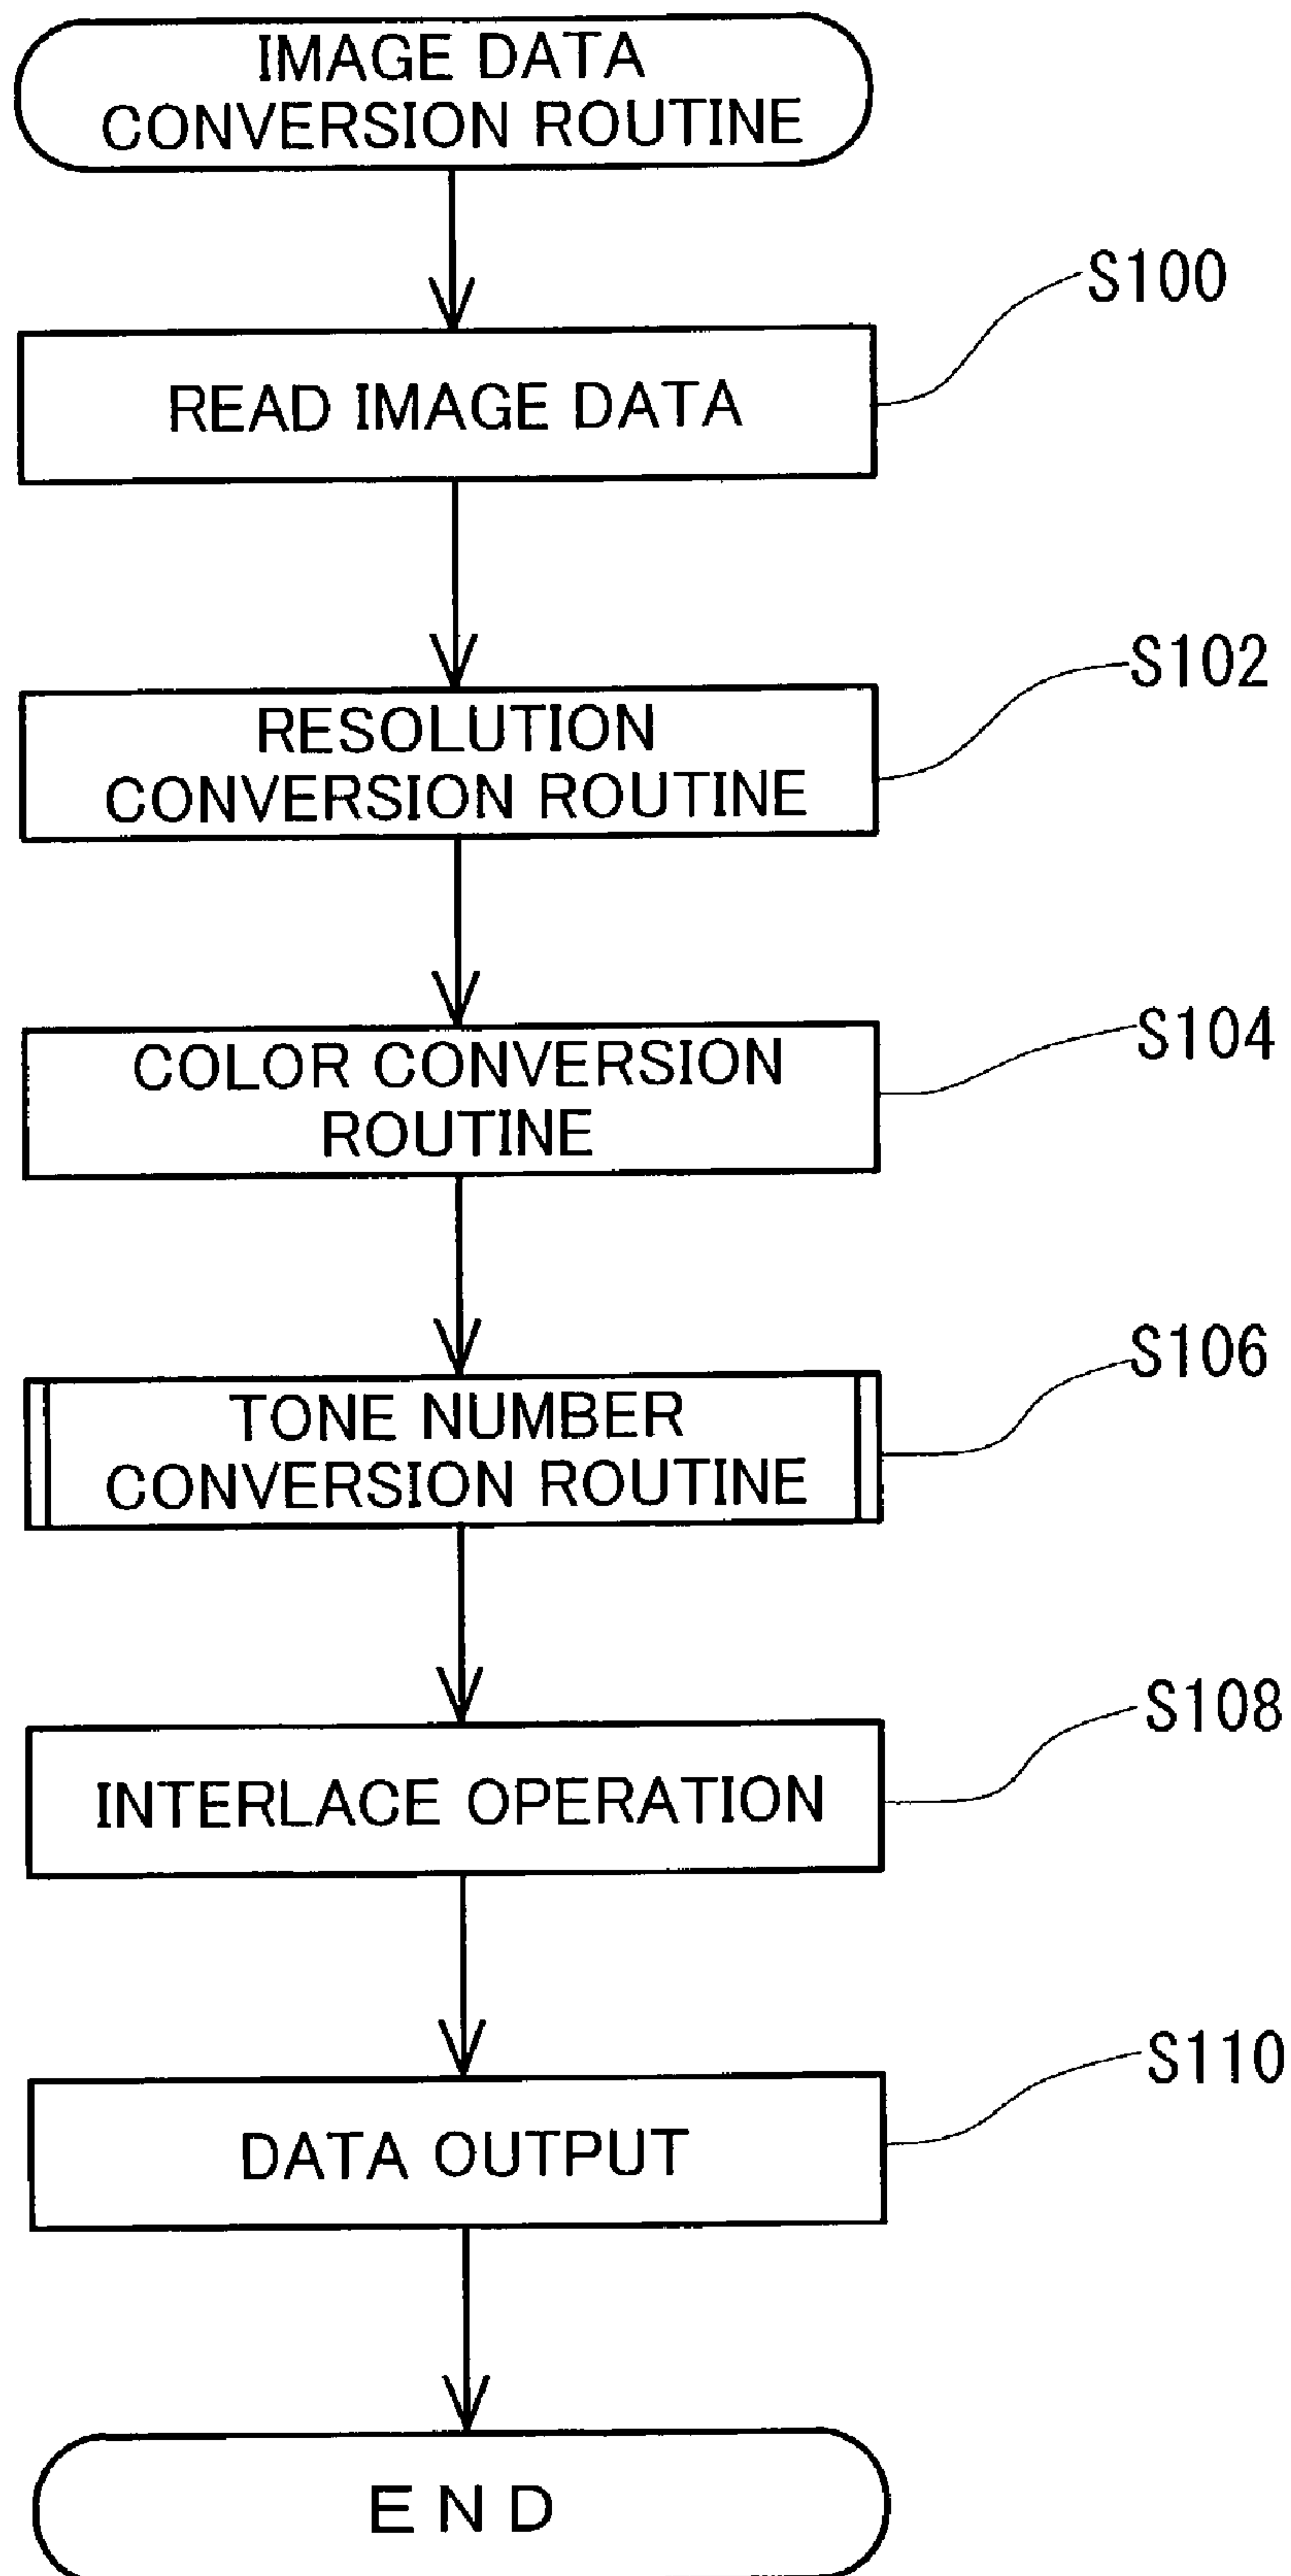 IMAGE DATA
CONVERSION ROUTINE
S100
READ IMAGE DATA
S102
RESOLUTION
CONVERSION ROUTINE
S104
COLOR CONVERSION
ROUTINE
S106
TONE NUMBER
CONVERSION ROUTINE
S108
INTERLACE OPERATION
S110
DATA OUTPUT
END